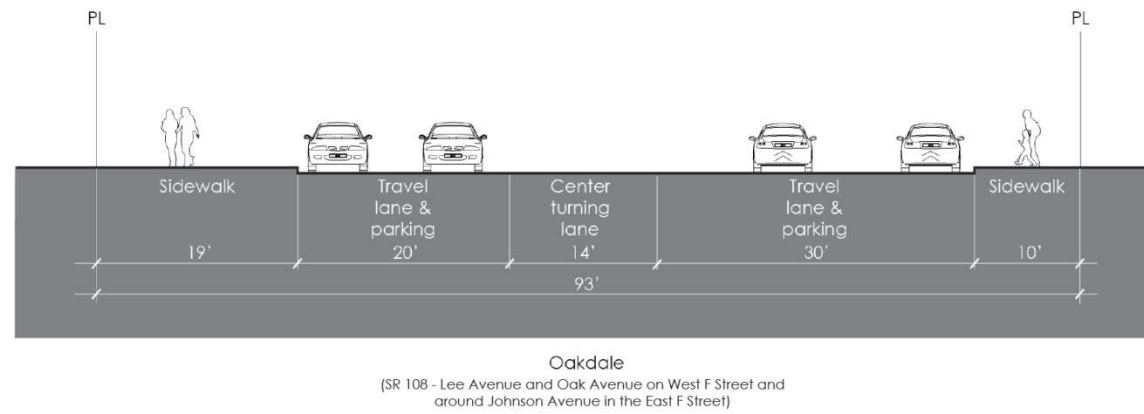 PL
PL
Sidewalk
Travel
lane &
parking
Center
turning
lane
Travel
lane &
parking
Sidewalk
19’
20’
14’
30’
10’
93’
Oakdale
(SR 108 - Lee Avenue and Oak Avenue on West F Street and
around Johnson Avenue in the East F Street)